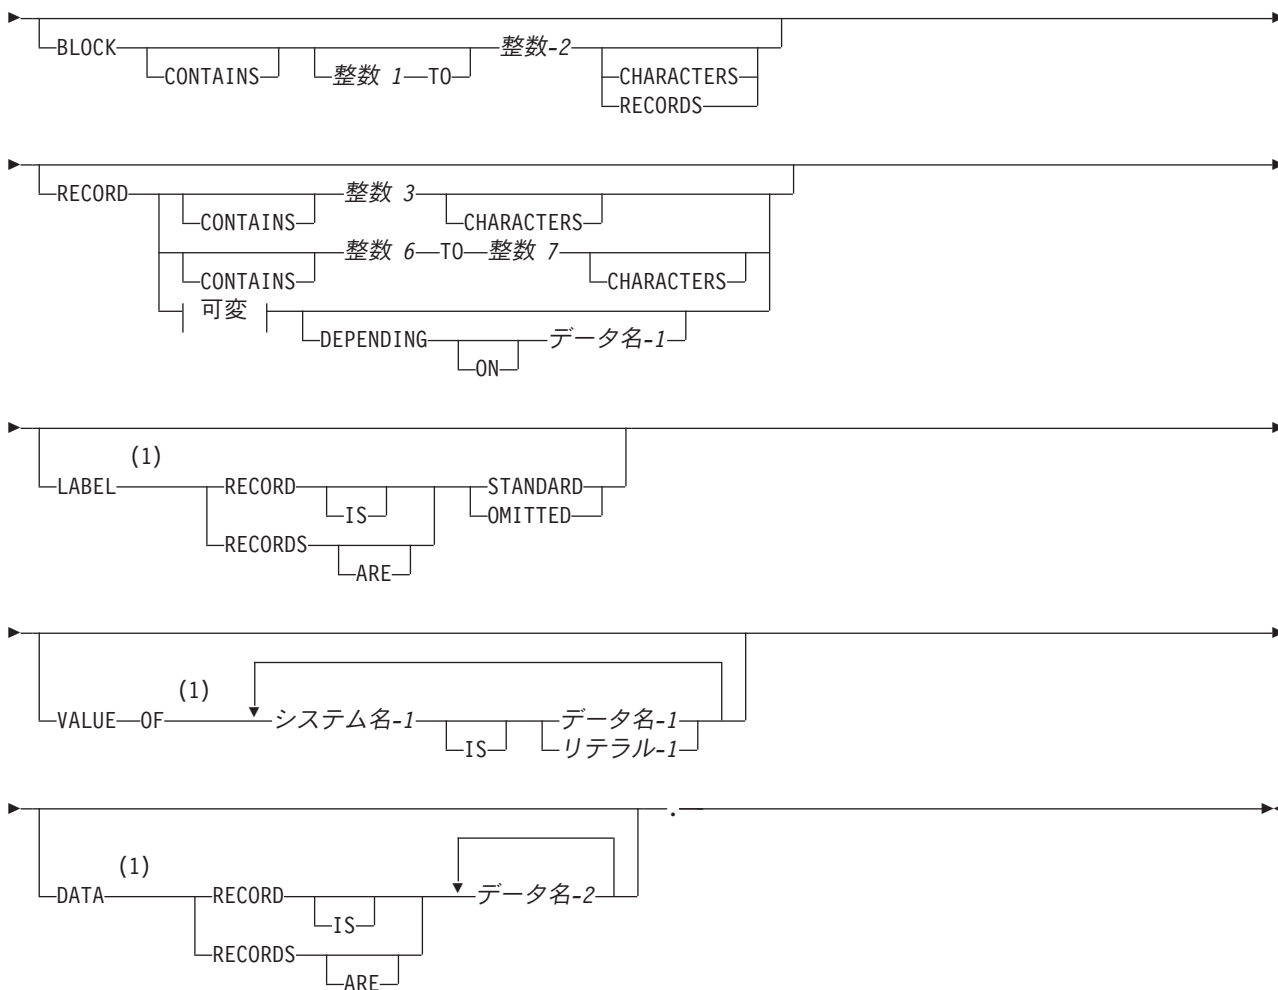 BLOCK CONTAINS 整数 1 TO 整数-2 CHARACTERS
RECORDS
RECORD CONTAINS 整数 3 CHARACTERS
CONTAINS 整数 6 TO 整数 7 CHARACTERS
可変 DEPENDING ON データ名-1
(1)
LABEL RECORD IS STANDARD
OMITTED
RECORDS ARE
(1)
VALUE OF システム名-1 IS データ名-1
リテラル-1
.
(1)
DATA RECORD IS データ名-2
RECORDS ARE